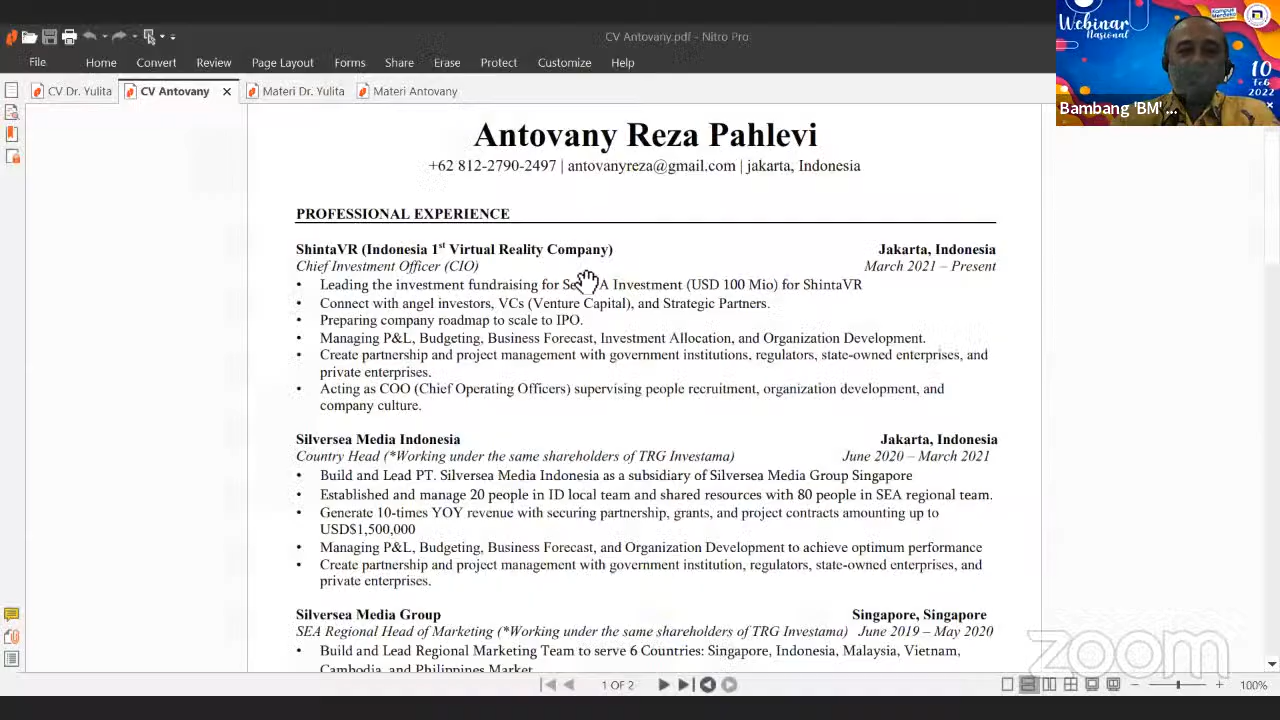 CV Antovany.pdf - Nitro Pro
File Home Convert Review Page Layout Forms Share Erase Protect Customize Help
CV Dr. Yulita CV Antovany Materi Dr. Yulita Materi Antovany
Webinar
Nasional
Kampus
Merdeka
10
Feb
2022
Bambang 'BM' ...
Antovany Reza Pahlevi
+62 812-2790-2497 | antovanyreza@gmail.com | jakarta, Indonesia
PROFESSIONAL EXPERIENCE
ShintaVR (Indonesia 1st Virtual Reality Company) Jakarta, Indonesia
Chief Investment Officer (CIO) March 2021 – Present
• Leading the investment fundraising for Se A Investment (USD 100 Mio) for ShintaVR
• Connect with angel investors, VCs (Venture Capital), and Strategic Partners.
• Preparing company roadmap to scale to IPO.
• Managing P&L, Budgeting, Business Forecast, Investment Allocation, and Organization Development.
• Create partnership and project management with government institutions, regulators, state-owned enterprises, and
private enterprises.
• Acting as COO (Chief Operating Officers) supervising people recruitment, organization development, and
company culture.
Silversea Media Indonesia Jakarta, Indonesia
Country Head (*Working under the same shareholders of TRG Investama) June 2020 – March 2021
• Build and Lead PT. Silversea Media Indonesia as a subsidiary of Silversea Media Group Singapore
• Established and manage 20 people in ID local team and shared resources with 80 people in SEA regional team.
• Generate 10-times YOY revenue with securing partnership, grants, and project contracts amounting up to
USD$1,500,000
• Managing P&L, Budgeting, Business Forecast, and Organization Development to achieve optimum performance
• Create partnership and project management with government institution, regulators, state-owned enterprises, and
private enterprises.
Silversea Media Group Singapore, Singapore
SEA Regional Head of Marketing (*Working under the same shareholders of TRG Investama) June 2019 – May 2020
• Build and Lead Regional Marketing Team to serve 6 Countries: Singapore, Indonesia, Malaysia, Vietnam,
Cambodia, and Philippines Market
zoom
1 OF 2
100%